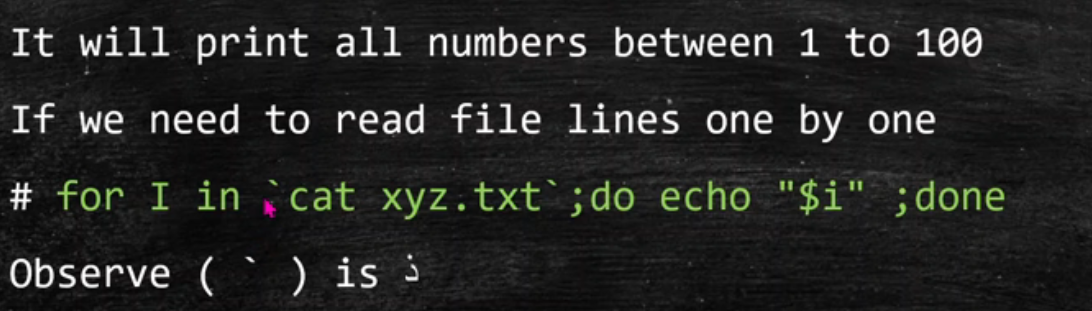 It will print all numbers between 1 to 100
If we need to read file lines one by one
# for I in `cat xyz.txt`;do echo "$i" ;done
Observe ( ` ) is ذ